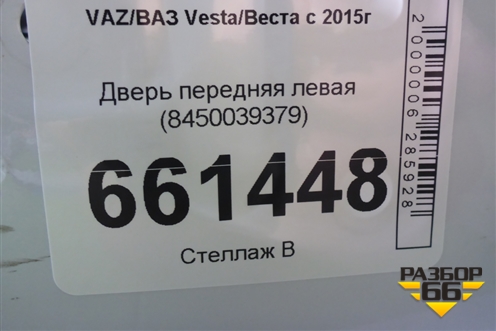 VAZ/ВАЗ Vesta/Веста с 2015г
Дверь передняя левая
(8450039379)
661448
Стеллаж В
2000006285928
РАЗБОР
66